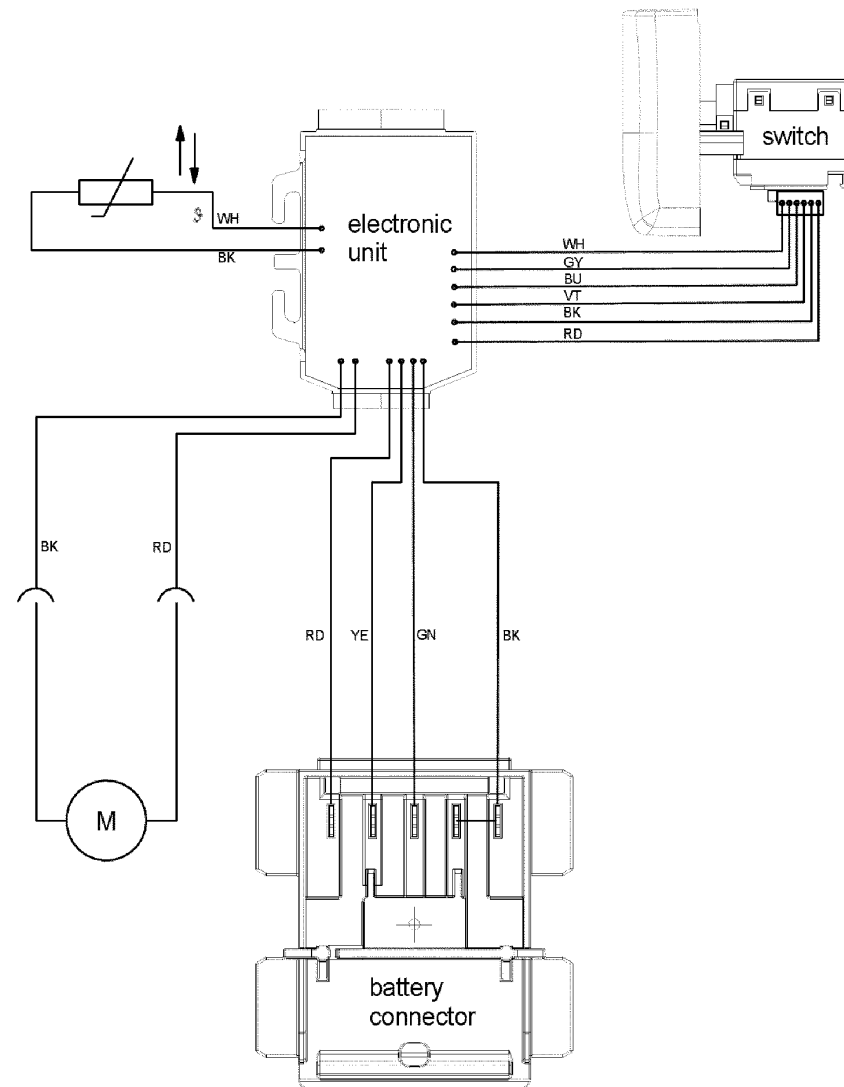 switch
ϑ
WH
BK
electronic
unit
WH
GY
BU
VT
BK
RD
BK
RD
RD
YE
GN
BK
M
battery
connector